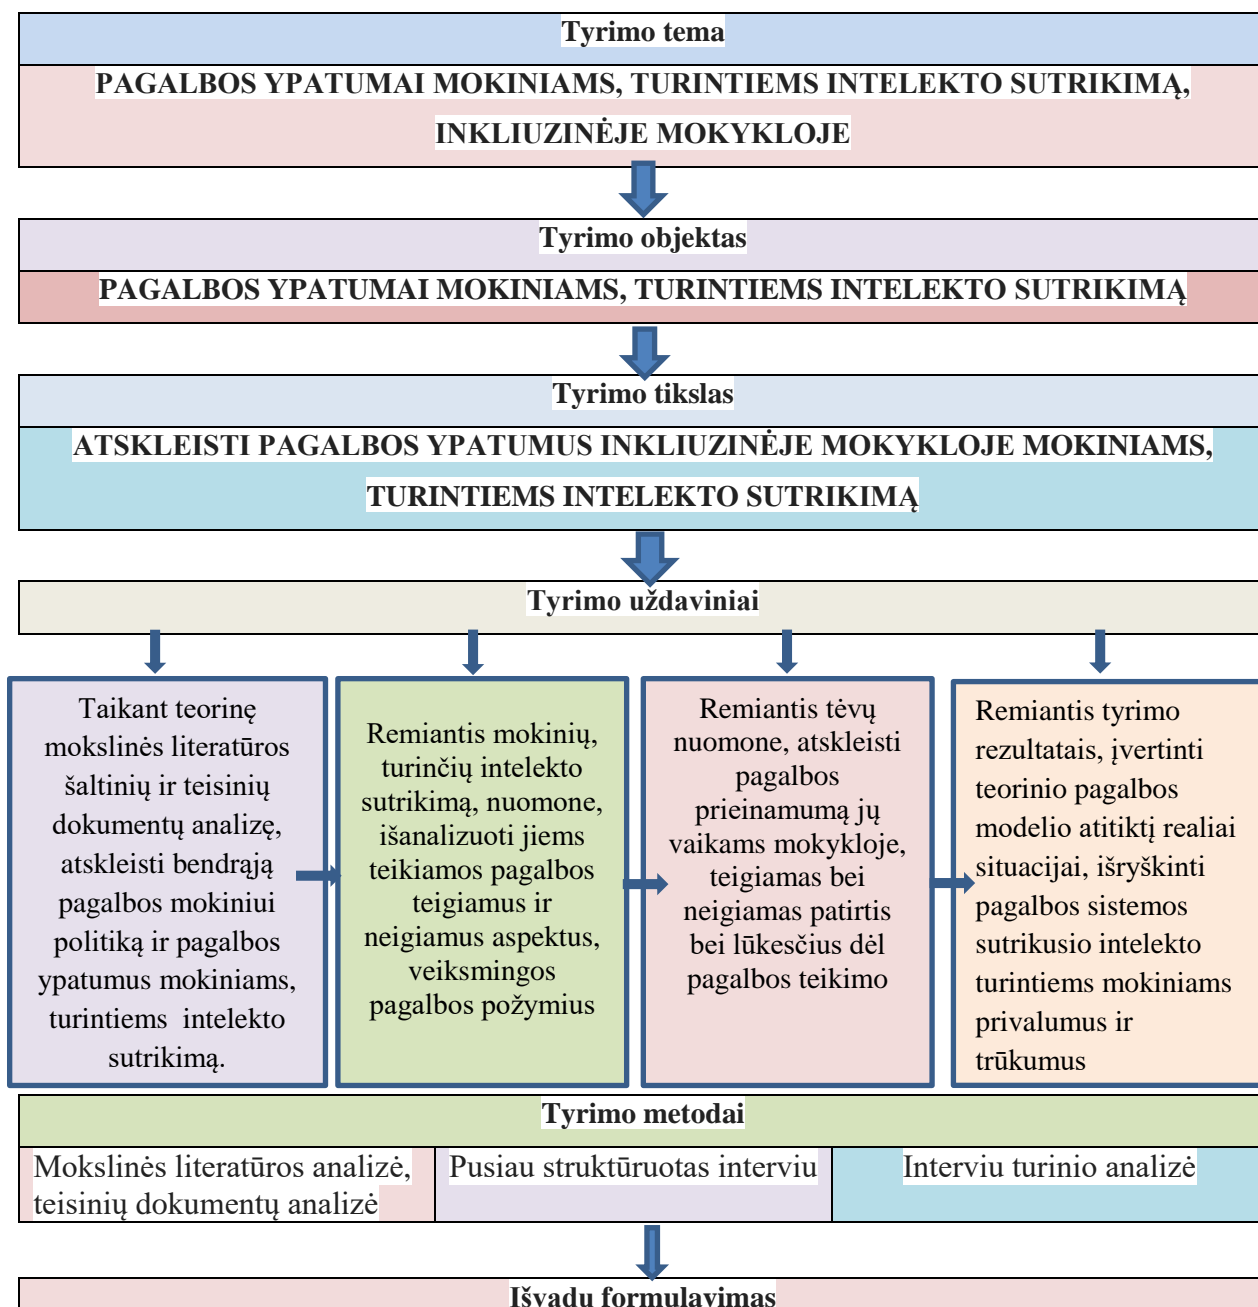 Tyrimo tema
PAGALBOS YPATUMAI MOKINIAMS, TURINTIEMS INTELEKTO SUTRIKIMĄ,
INKLIUZINĖJE MOKYKLOJE
Tyrimo objektas
PAGALBOS YPATUMAI MOKINIAMS, TURINTIEMS INTELEKTO SUTRIKIMĄ
Tyrimo tikslas
ATSKLEISTI PAGALBOS YPATUMUS INKLIUZINĖJE MOKYKLOJE MOKINIAMS,
TURINTIEMS INTELEKTO SUTRIKIMĄ
Tyrimo uždaviniai
Taikant teorinę
mokslinės literatūros
šaltinių ir teisinių
dokumentų analizę,
atskleisti bendrąją
pagalbos mokiniui
politiką ir pagalbos
ypatumus mokiniams,
turintiems intelekto
sutrikimą.
Remiantis mokinių,
turinčių intelekto
sutrikimą, nuomone,
išanalizuoti jiems
teikiamos pagalbos
teigiamus ir
neigiamus aspektus,
veiksmingos
pagalbos požymius
Remiantis tėvų
nuomone, atskleisti
pagalbos
prieinamumą jų
vaikams mokykloje,
teigiamas bei
neigiamas patirtis
bei lūkesčius dėl
pagalbos teikimo
Remiantis tyrimo
rezultatais, įvertinti
teorinio pagalbos
modelio atitiktį realiai
situacijai, išryškinti
pagalbos sistemos
sutrikusio intelekto
turintiems mokiniams
privalumus ir
trūkumus
Tyrimo metodai
Mokslinės literatūros analizė,
teisinių dokumentų analizė
Pusiau struktūruotas interviu
Interviu turinio analizė
Išvadų formulavimas